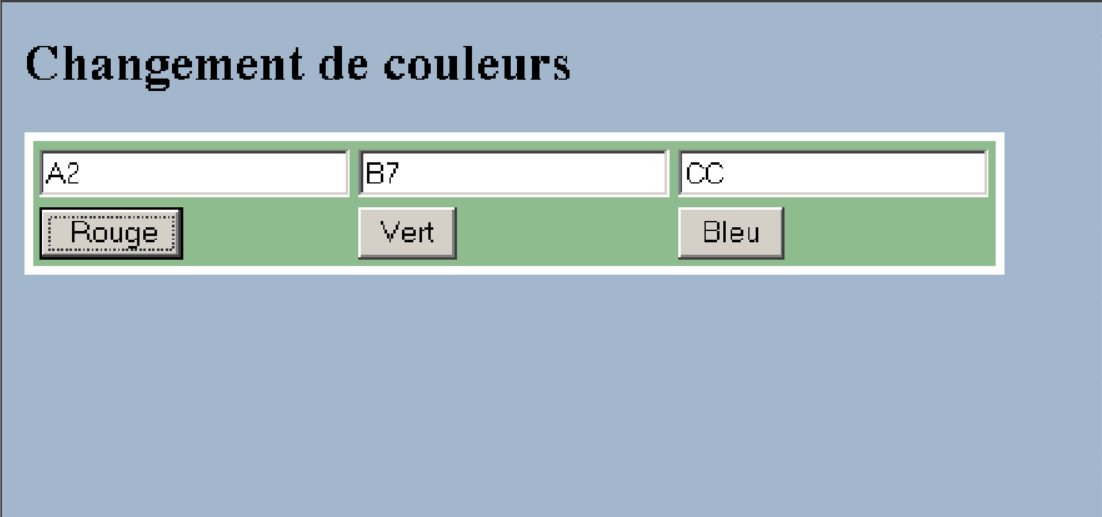 Changement de couleurs
A2 B7 CC
Rouge Vert Bleu